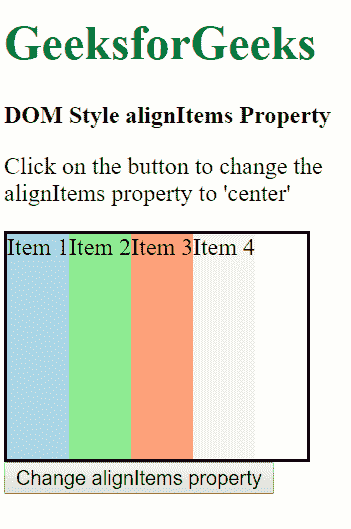 GeeksforGeeks
DOM Style alignItems Property
Click on the button to change the
alignItems property to 'center'
Item 1 Item 2 Item 3 Item 4
Change alignItems property